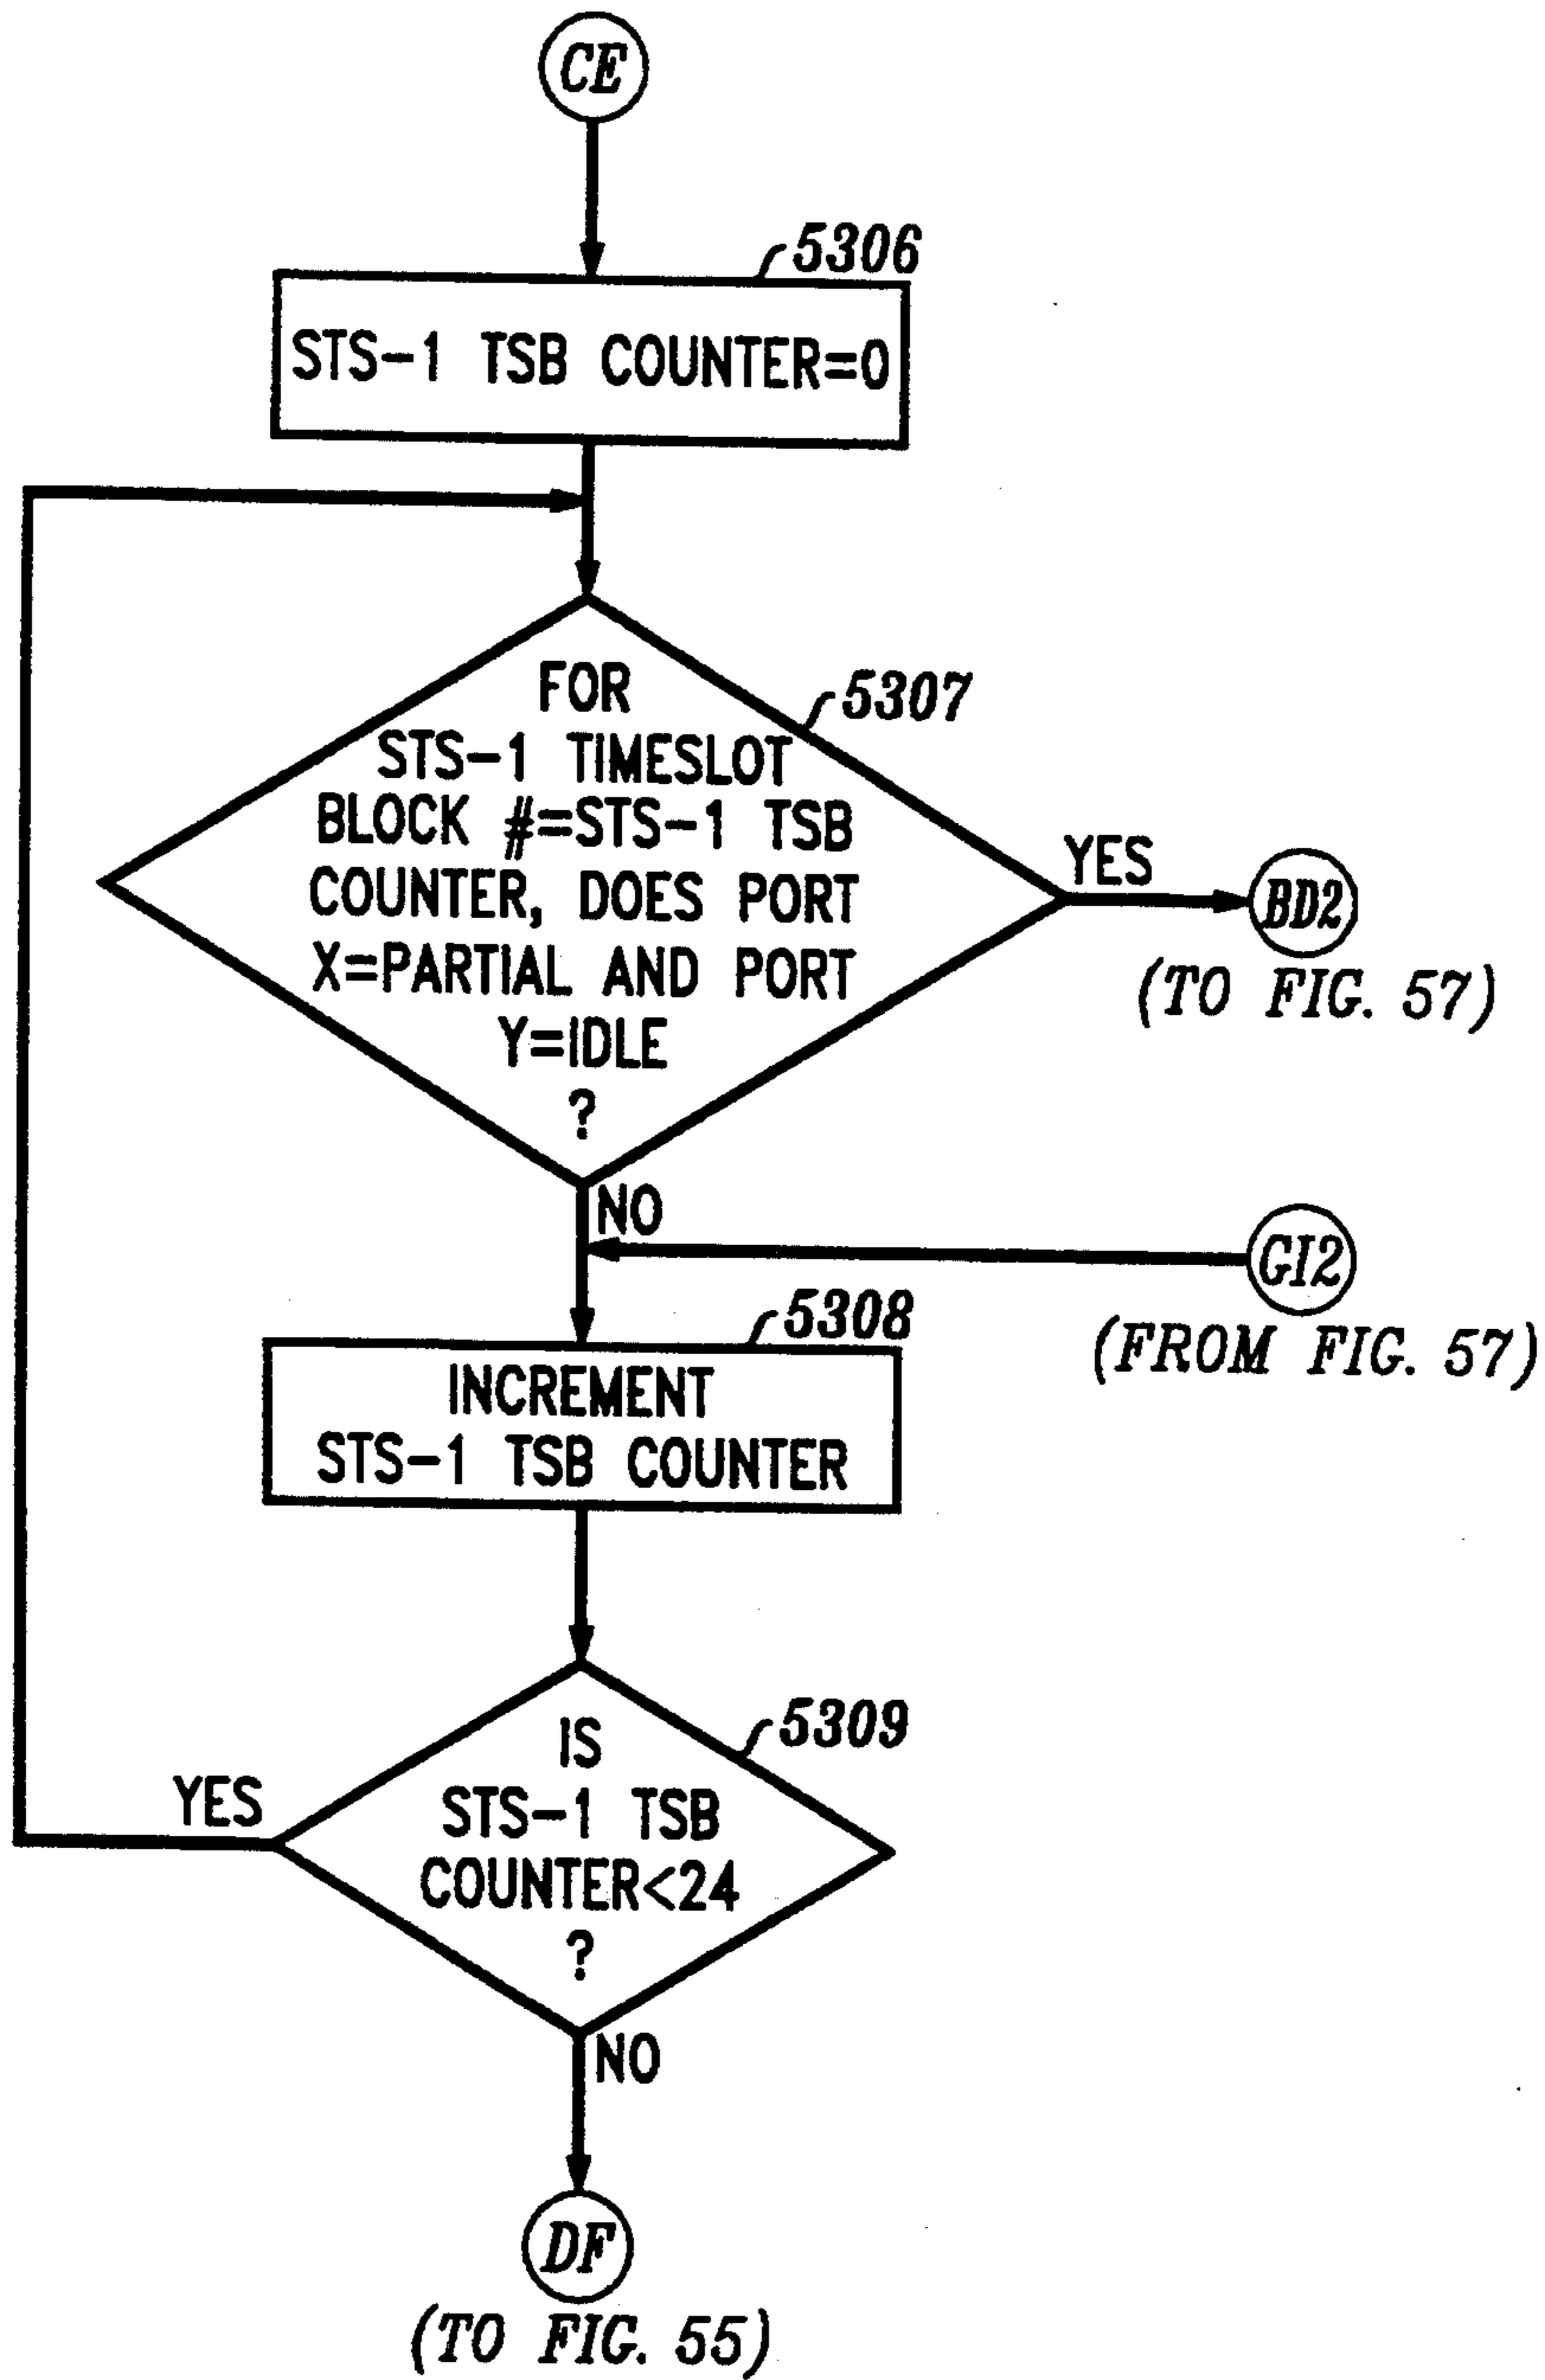 CE
5306
STS-1 TSB COUNTER=0
FOR
5307
STS-1 TIMESLOT
BLOCK #=STS-1 TSB
COUNTER, DOES PORT
X=PARTIAL AND PORT
Y=IDLE
?
YES
BD2
(TO FIG. 57)
NO
GI2
(FROM FIG. 57)
5308
INCREMENT
STS-1 TSB COUNTER
5309
IS
STS-1 TSB
COUNTER<24
?
YES
NO
DF
(TO FIG. 55)